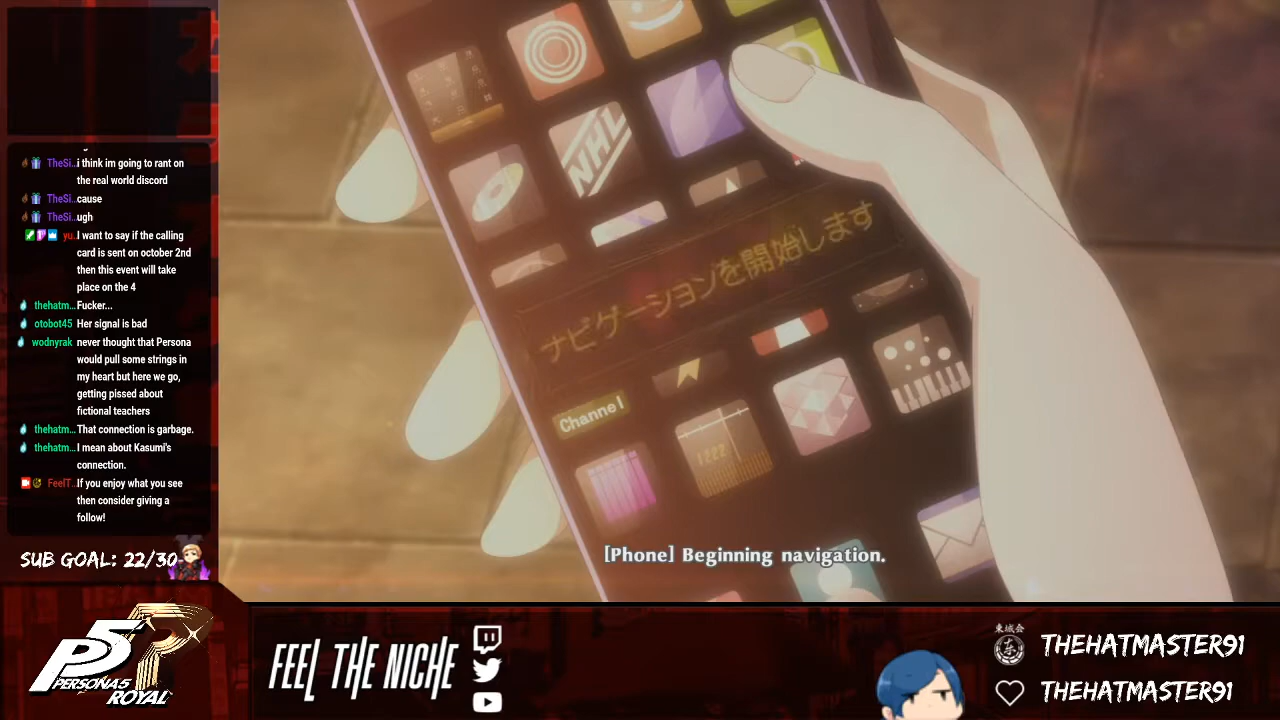 TheSi... i think im going to rant on
the real world discord
TheSi... cause
TheSi... ugh
yu... I want to say if the calling
card is sent on october 2nd
then this event will take
place on the 4
thehatm... Fucker...
otobot45 Her signal is bad
wodnyrak never thought that Persona
would pull some strings in
my heart but here we go,
getting pissed about
fictional teachers
thehatm... That connection is garbage.
thehatm... I mean about Kasumi's
connection.
FeelT... If you enjoy what you see
then consider giving a
follow!
SUB GOAL: 22/30
NHL
ナビゲーションを開始します
Channel
1222
[Phone] Beginning navigation.
P5R
PERSONA5
ROYAL
FEEL THE NICHE
東城会
THEHATMASTER91
THEHATMASTER91